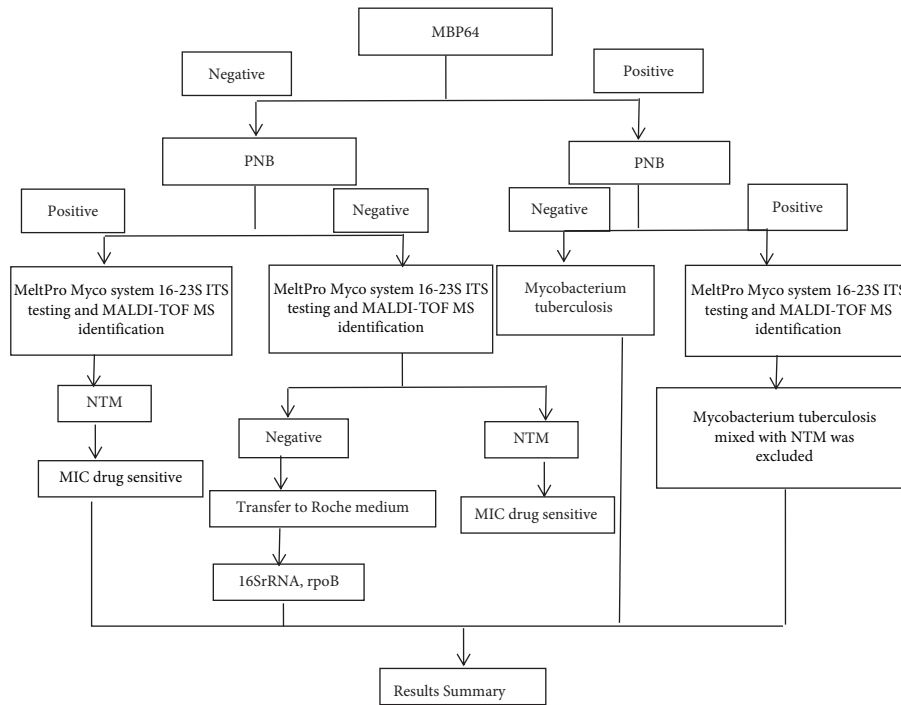 MBP64
Negative
Positive
PNB
PNB
Positive
Negative
Negative
Positive
MeltPro Myco system 16-23S ITS
testing and MALDI-TOF MS
identification
MeltPro Myco system 16-23S ITS
testing and MALDI-TOF MS
identification
Mycobacterium
tuberculosis
MeltPro Myco system 16-23S ITS
testing and MALDI-TOF MS
identification
NTM
Negative
NTM
Mycobacterium tuberculosis
mixed with NTM was
excluded
MIC drug sensitive
Transfer to Roche medium
MIC drug sensitive
16SrRNA, rpoB
Results Summary